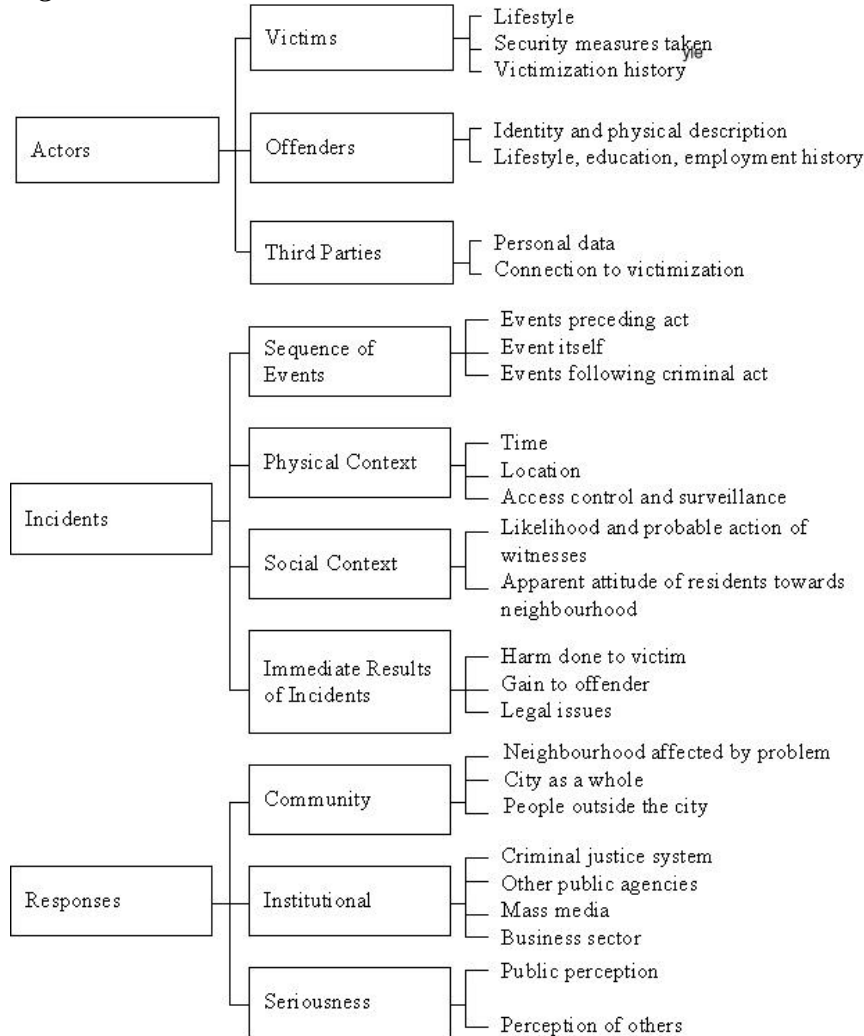 Victims
Lifestyle
Security measures taken
yle
Victimization history
Actors
Offenders
Identity and physical description
Lifestyle, education, employment history
Third Parties
Personal data
Connection to victimization
Incidents
Sequence of
Events
Events preceding act
Event itself
Events following criminal act
Physical Context
Time
Location
Access control and surveillance
Social Context
Likelihood and probable action of
witnesses
Apparent attitude of residents towards
neighbourhood
Immediate Results
of Incidents
Harm done to victim
Gain to offender
Legal issues
Responses
Community
Neighbourhood affected by problem
City as a whole
People outside the city
Institutional
Criminal justice system
Other public agencies
Mass media
Business sector
Seriousness
Public perception
Perception of others